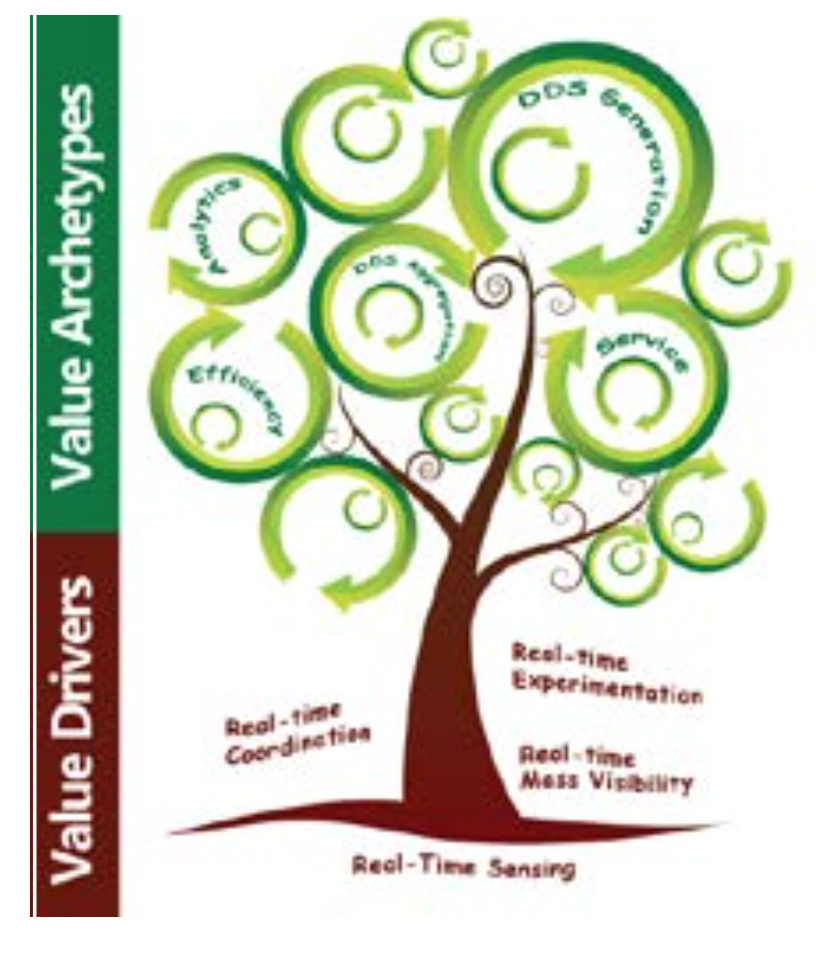 Value Archetypes
Value Drivers
DDS Generation
Analytics
DDS Aggregation
Service
Efficiency
Real-time
Experimentation
Real-time
Coordination
Real-time
Mass Visibility
Real-Time Sensing